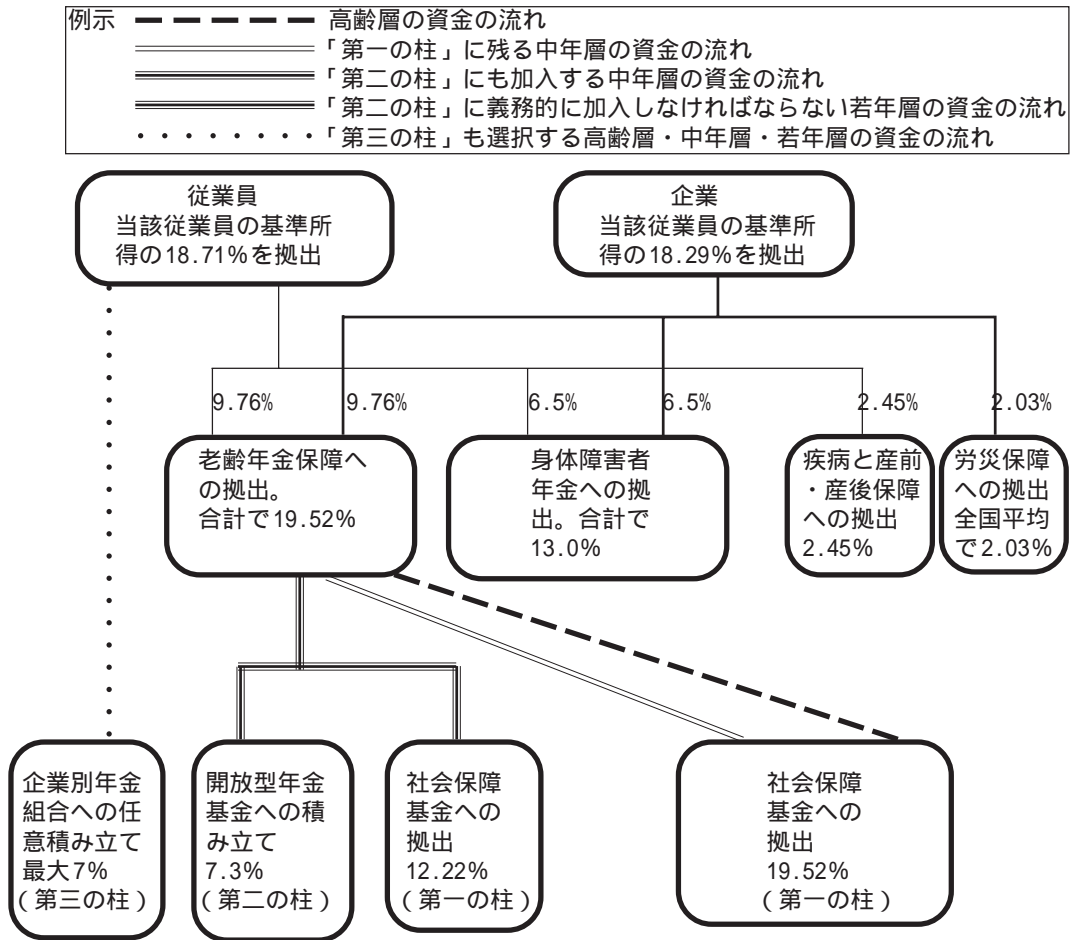 例示 高齢層の資金の流れ
「第一の柱」に残る中年層の資金の流れ
「第二の柱」にも加入する中年層の資金の流れ
「第二の柱」に義務的に加入しなければならない若年層の資金の流れ
「第三の柱」も選択する高齢層・中年層・若年層の資金の流れ
従業員
当該従業員の基準所
得の18.71%を拠出
企業
当該従業員の基準所
得の18.29%を拠出
9.76%
9.76%
6.5%
6.5%
2.45%
2.03%
老齢年金保障へ
の拠出。
合計で19.52%
身体障害者
年金への拠
出。合計で
13.0%
疾病と産前
・産後保障
への拠出
2.45%
労災保障
への拠出
全国平均
で2.03%
企業別年金
組合への任
意積み立て
最大7%
(第三の柱)
開放型年金
基金への積
み立て
7.3%
(第二の柱)
社会保障
基金への
拠出
12.22%
(第一の柱)
社会保障
基金への
拠出
19.52%
(第一の柱)